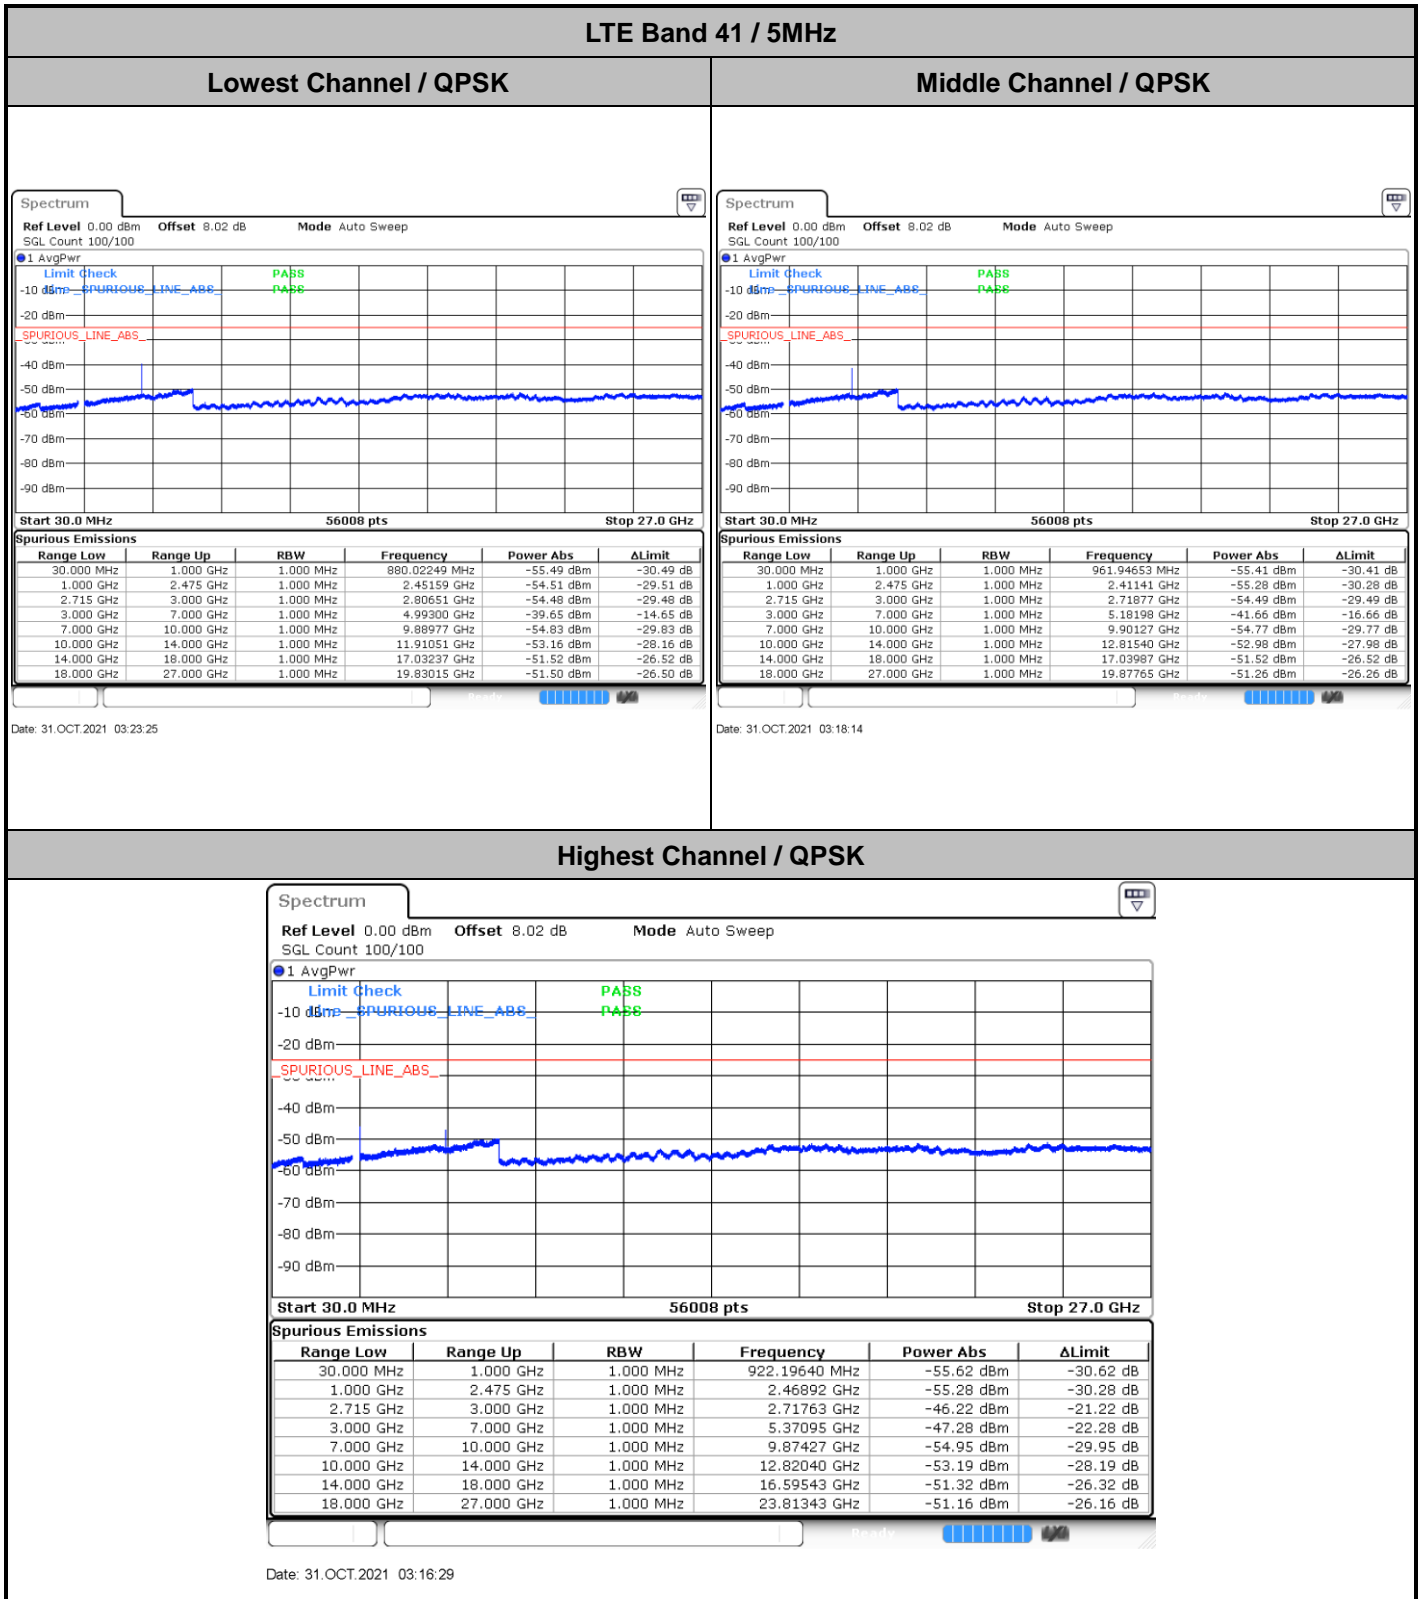 LTE Band 41 / 5MHz
Lowest Channel / QPSK
Middle Channel / QPSK
Spectrum
Ref Level 0.00 dBm Offset 8.02 dB Mode Auto Sweep
SGL Count 100/100
1 AvgPwr
Limit Check PASS
-10 dBm Line _SPURIOUS_LINE_ABS_ PASS
-20 dBm
_SPURIOUS_LINE_ABS_
-40 dBm
-50 dBm
-60 dBm
-70 dBm
-80 dBm
-90 dBm
Start 30.0 MHz 56008 pts Stop 27.0 GHz
Spurious Emissions
Range Low Range Up RBW Frequency Power Abs ΔLimit
30.000 MHz 1.000 GHz 1.000 MHz 880.02249 MHz -55.49 dBm -30.49 dB
1.000 GHz 2.475 GHz 1.000 MHz 2.45159 GHz -54.51 dBm -29.51 dB
2.715 GHz 3.000 GHz 1.000 MHz 2.80651 GHz -54.48 dBm -29.48 dB
3.000 GHz 7.000 GHz 1.000 MHz 4.99300 GHz -39.65 dBm -14.65 dB
7.000 GHz 10.000 GHz 1.000 MHz 9.88977 GHz -54.83 dBm -29.83 dB
10.000 GHz 14.000 GHz 1.000 MHz 11.91051 GHz -53.16 dBm -28.16 dB
14.000 GHz 18.000 GHz 1.000 MHz 17.03237 GHz -51.52 dBm -26.52 dB
18.000 GHz 27.000 GHz 1.000 MHz 19.83015 GHz -51.50 dBm -26.50 dB
Ready
Date: 31.OCT.2021 03:23:25
Spectrum
Ref Level 0.00 dBm Offset 8.02 dB Mode Auto Sweep
SGL Count 100/100
1 AvgPwr
Limit Check PASS
-10 dBm Line _SPURIOUS_LINE_ABS_ PASS
-20 dBm
_SPURIOUS_LINE_ABS_
-40 dBm
-50 dBm
-60 dBm
-70 dBm
-80 dBm
-90 dBm
Start 30.0 MHz 56008 pts Stop 27.0 GHz
Spurious Emissions
Range Low Range Up RBW Frequency Power Abs ΔLimit
30.000 MHz 1.000 GHz 1.000 MHz 961.94653 MHz -55.41 dBm -30.41 dB
1.000 GHz 2.475 GHz 1.000 MHz 2.41141 GHz -55.28 dBm -30.28 dB
2.715 GHz 3.000 GHz 1.000 MHz 2.71877 GHz -54.49 dBm -29.49 dB
3.000 GHz 7.000 GHz 1.000 MHz 5.18198 GHz -41.66 dBm -16.66 dB
7.000 GHz 10.000 GHz 1.000 MHz 9.90127 GHz -54.77 dBm -29.77 dB
10.000 GHz 14.000 GHz 1.000 MHz 12.81540 GHz -52.98 dBm -27.98 dB
14.000 GHz 18.000 GHz 1.000 MHz 17.03987 GHz -51.52 dBm -26.52 dB
18.000 GHz 27.000 GHz 1.000 MHz 19.87765 GHz -51.26 dBm -26.26 dB
Ready
Date: 31.OCT.2021 03:18:14
Highest Channel / QPSK
Spectrum
Ref Level 0.00 dBm Offset 8.02 dB Mode Auto Sweep
SGL Count 100/100
1 AvgPwr
Limit Check PASS
-10 dBm Line _SPURIOUS_LINE_ABS_ PASS
-20 dBm
_SPURIOUS_LINE_ABS_
-40 dBm
-50 dBm
-60 dBm
-70 dBm
-80 dBm
-90 dBm
Start 30.0 MHz 56008 pts Stop 27.0 GHz
Spurious Emissions
Range Low Range Up RBW Frequency Power Abs ΔLimit
30.000 MHz 1.000 GHz 1.000 MHz 922.19640 MHz -55.62 dBm -30.62 dB
1.000 GHz 2.475 GHz 1.000 MHz 2.46892 GHz -55.28 dBm -30.28 dB
2.715 GHz 3.000 GHz 1.000 MHz 2.71763 GHz -46.22 dBm -21.22 dB
3.000 GHz 7.000 GHz 1.000 MHz 5.37095 GHz -47.28 dBm -22.28 dB
7.000 GHz 10.000 GHz 1.000 MHz 9.87427 GHz -54.95 dBm -29.95 dB
10.000 GHz 14.000 GHz 1.000 MHz 12.82040 GHz -53.19 dBm -28.19 dB
14.000 GHz 18.000 GHz 1.000 MHz 16.59543 GHz -51.32 dBm -26.32 dB
18.000 GHz 27.000 GHz 1.000 MHz 23.81343 GHz -51.16 dBm -26.16 dB
Ready
Date: 31.OCT.2021 03:16:29